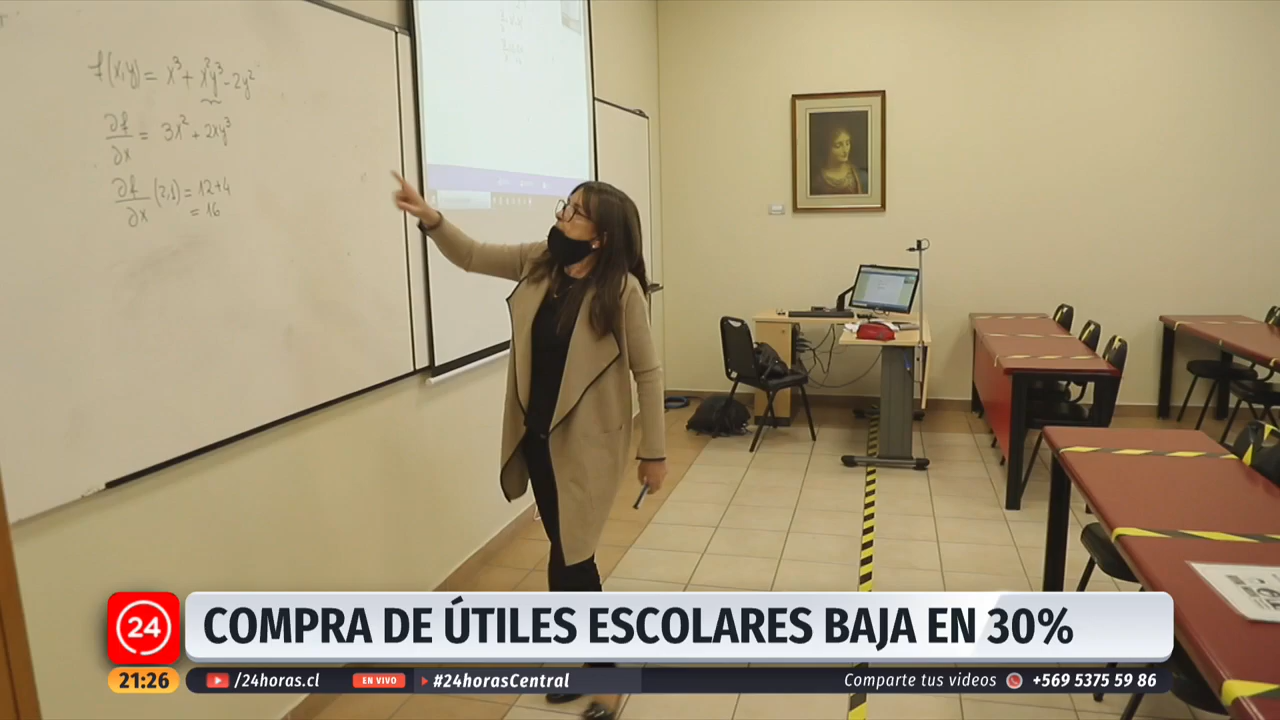 f(x,y) = x³ + x²y³ - 2y²
∂f/∂x = 3x² + 2xy³
∂f/∂x (2,1) = 12+4
= 16
24
COMPRA DE ÚTILES ESCOLARES BAJA EN 30%
21:26 /24horas.cl EN VIVO #24horasCentral Comparte tus videos +569 5375 59 86